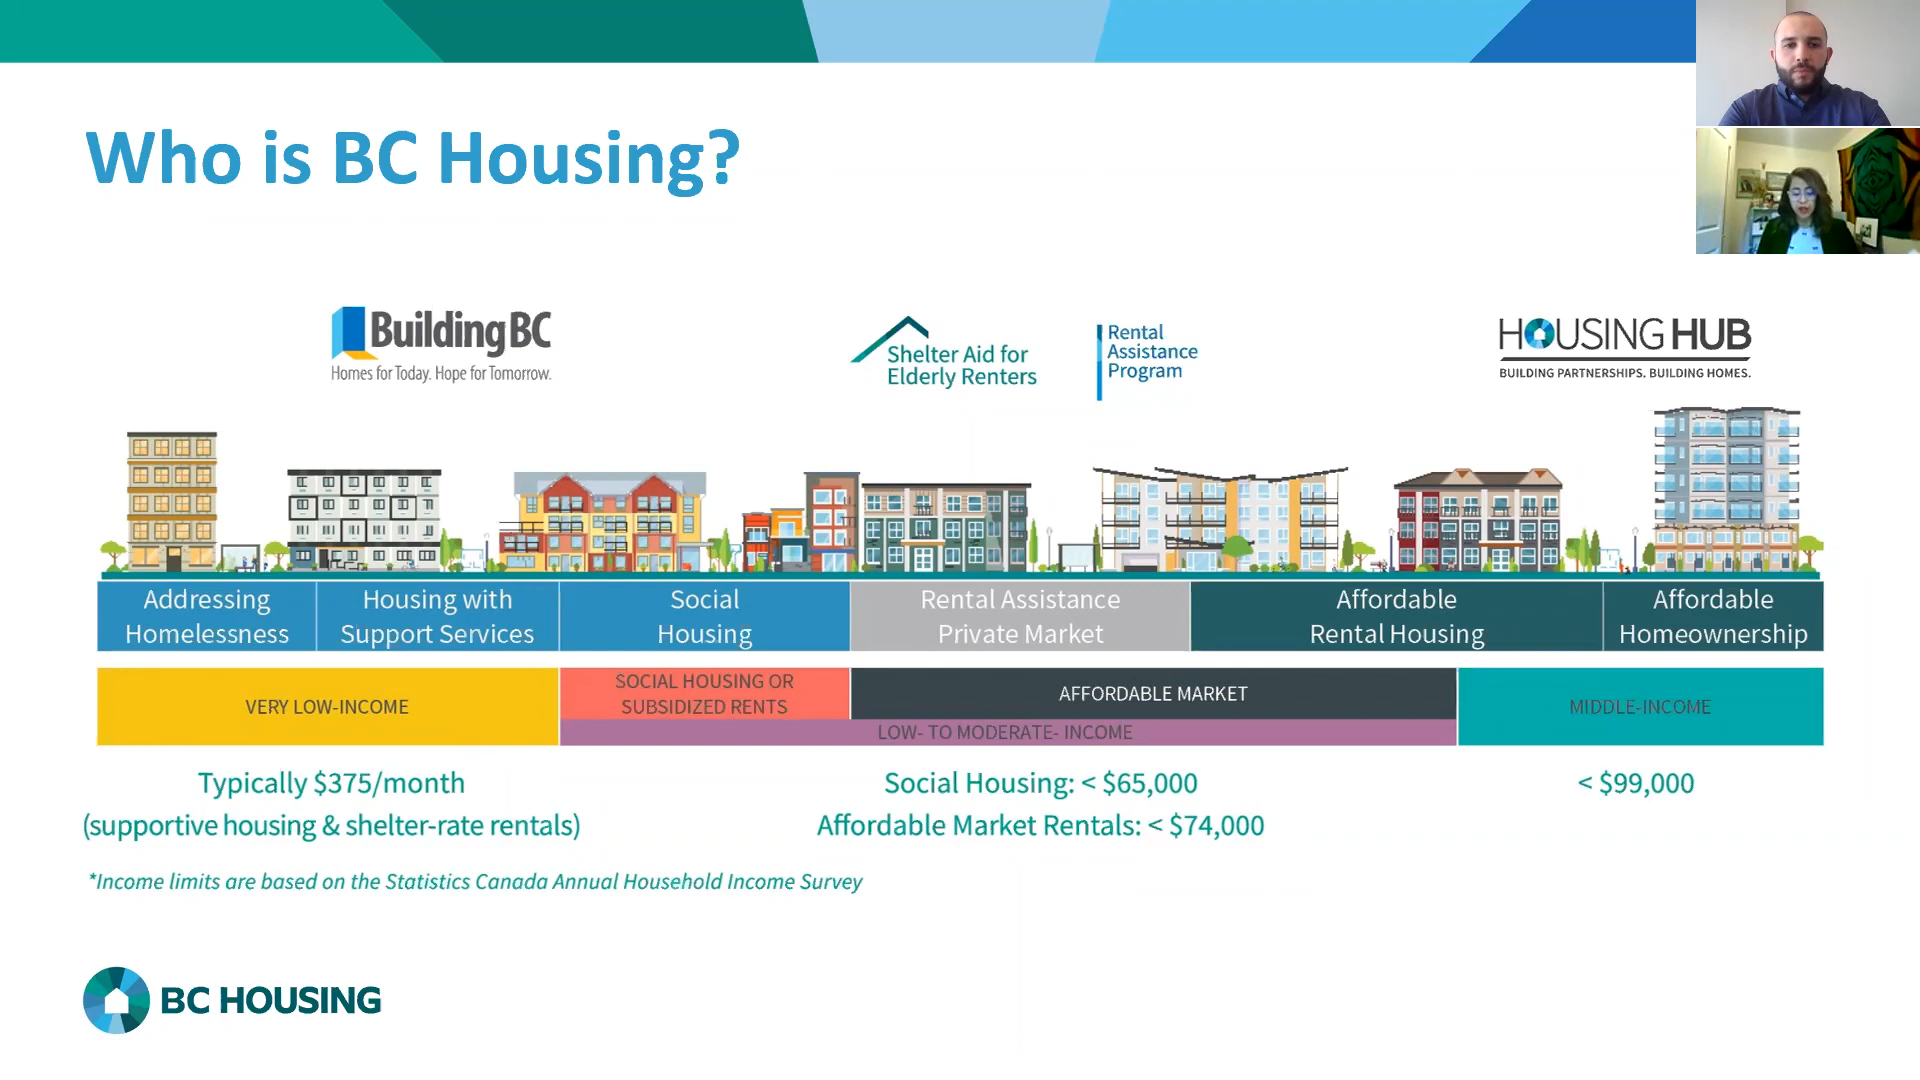 Who is BC Housing?
BuildingBC
Homes for Today. Hope for Tomorrow.
Shelter Aid for
Elderly Renters
Rental
Assistance
Program
HOUSING HUB
BUILDING PARTNERSHIPS. BUILDING HOMES.
Addressing
Homelessness
Housing with
Support Services
Social
Housing
Rental Assistance
Private Market
Affordable
Rental Housing
Affordable
Homeownership
VERY LOW-INCOME
SOCIAL HOUSING OR
SUBSIDIZED RENTS
AFFORDABLE MARKET
LOW- TO MODERATE- INCOME
MIDDLE-INCOME
Typically $375/month
(supportive housing & shelter-rate rentals)
Social Housing: < $65,000
Affordable Market Rentals: < $74,000
< $99,000
*Income limits are based on the Statistics Canada Annual Household Income Survey
BC HOUSING